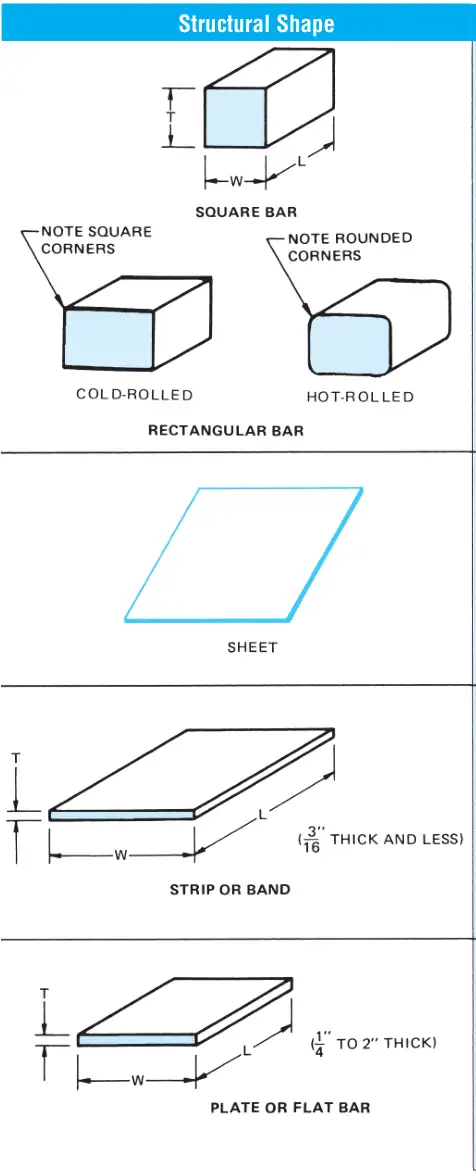 Structural Shape
T
W
L
SQUARE BAR
NOTE SQUARE
CORNERS
NOTE ROUNDED
CORNERS
COLD-ROLLED
HOT-ROLLED
RECTANGULAR BAR
SHEET
T
L
W
(3/16" THICK AND LESS)
STRIP OR BAND
T
L
W
(1/4" TO 2" THICK)
PLATE OR FLAT BAR